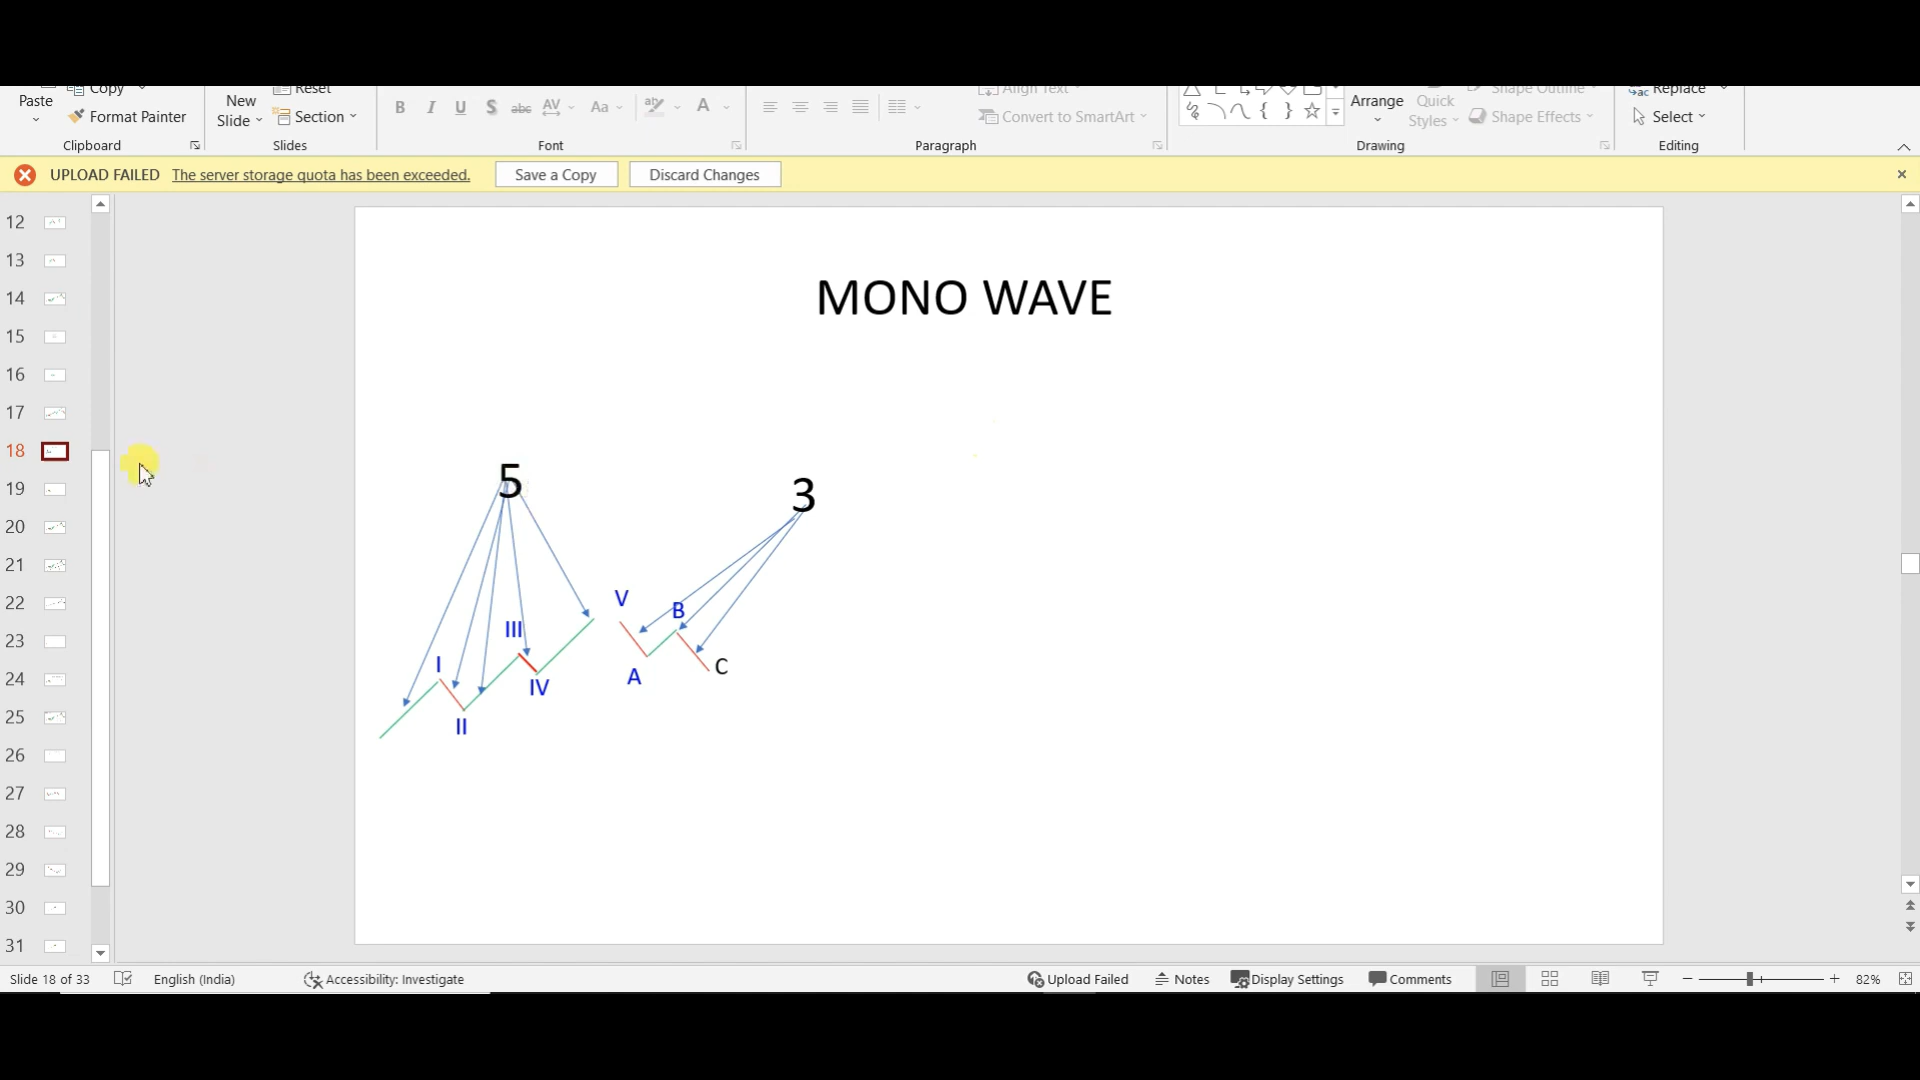 Paste
Copy
Format Painter
Clipboard
New
Slide
Reset
Section
Slides
B I U S abc AV Aa A
Font
Align Text
Convert to SmartArt
Paragraph
Arrange
Quick
Styles
Shape Outline
Shape Effects
Drawing
Replace
Select
Editing
UPLOAD FAILED The server storage quota has been exceeded. Save a Copy Discard Changes
12
13
14
15
16
17
18
19
20
21
22
23
24
25
26
27
28
29
30
31
MONO WAVE
5
3
V
B
III
I
A
C
IV
II
Slide 18 of 33 English (India) Accessibility: Investigate Upload Failed Notes Display Settings Comments 82%